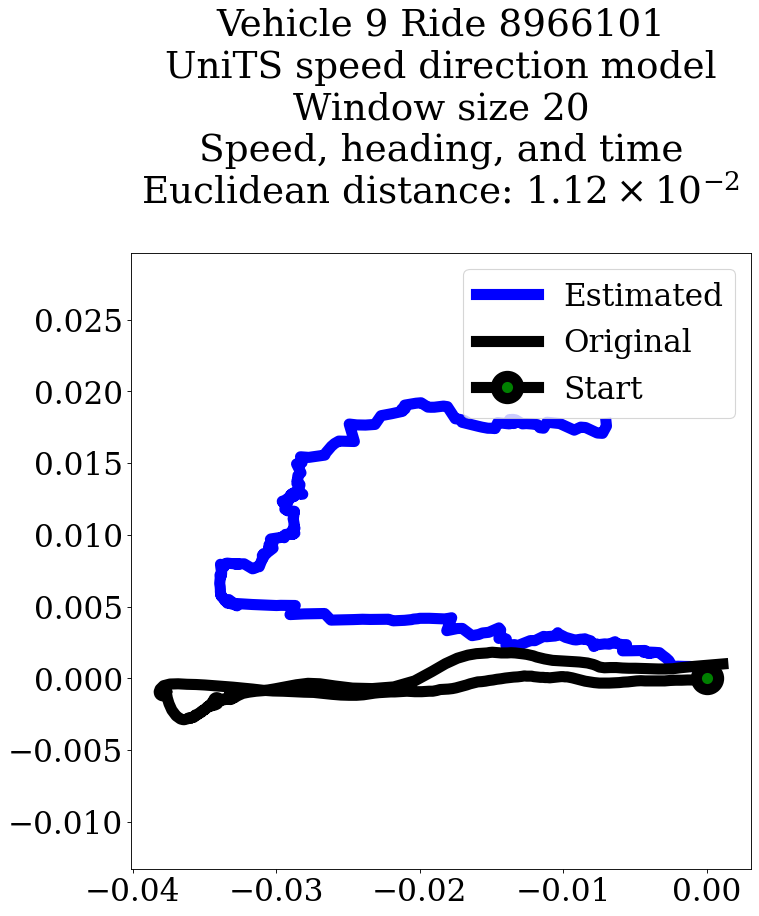 Vehicle 9 Ride 8966101
UniTS speed direction model
Window size 20
Speed, heading, and time
Euclidean distance: 1.12 × 10⁻²
Estimated
Original
Start
0.025
0.020
0.015
0.010
0.005
0.000
−0.005
−0.010
−0.04 −0.03 −0.02 −0.01 0.00